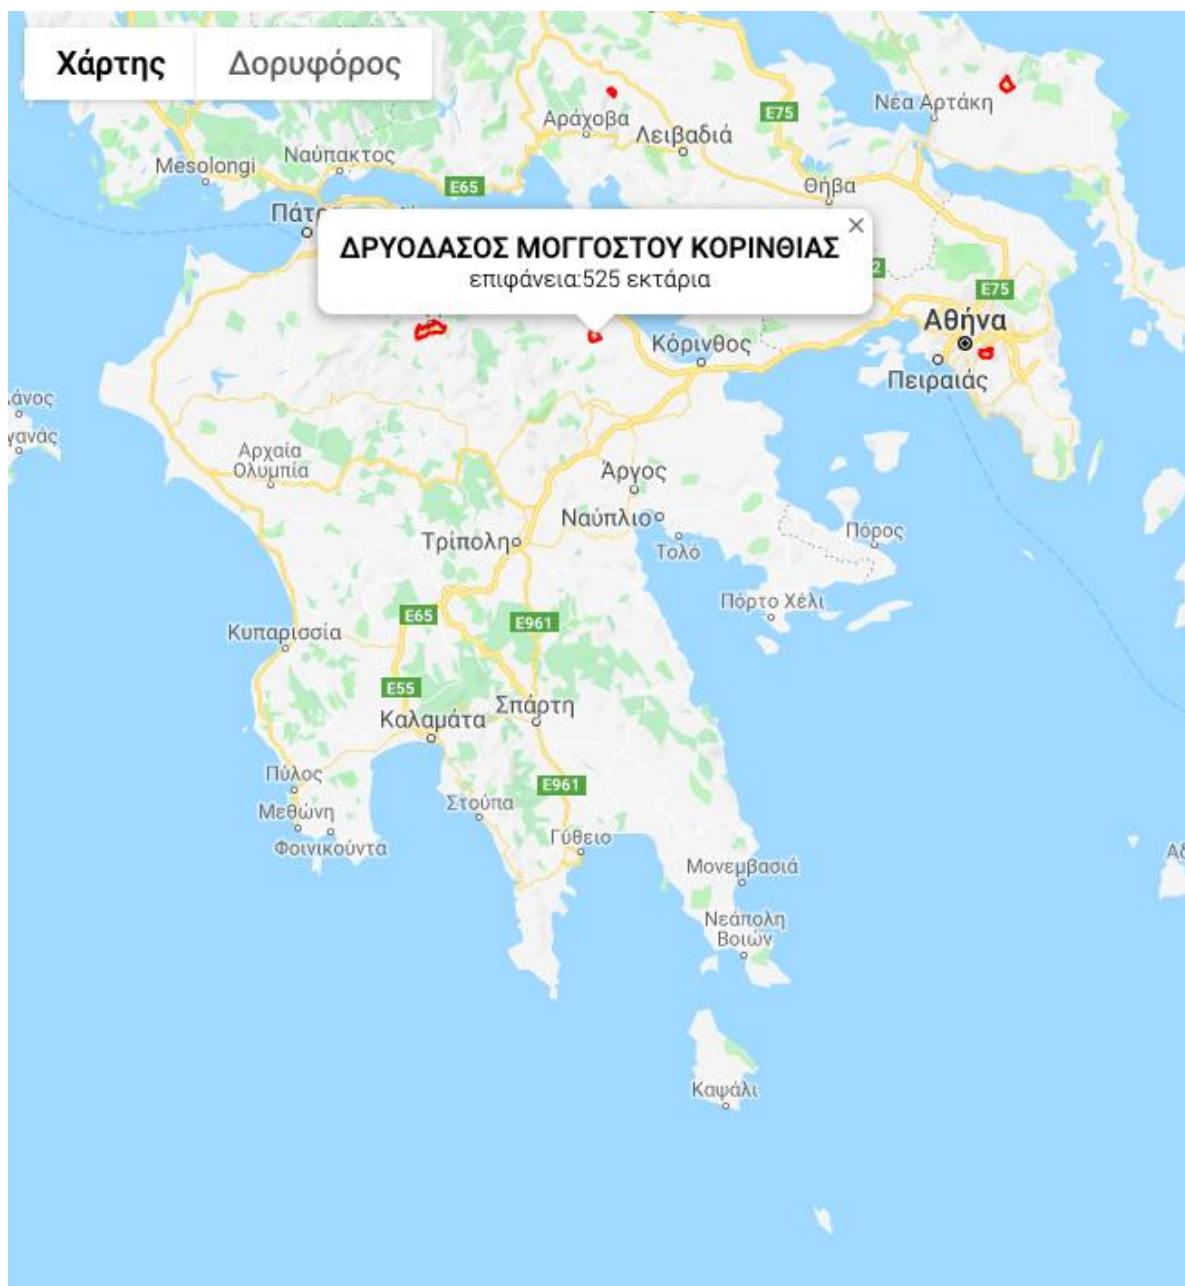 Χάρτης
Δορυφόρος
Νέα Αρτάκη
Αράχοβα
E75
Λειβαδιά
Ναύπακτος
Mesolongi
E65
Θήβα
ΔΡΥΟΔΑΣΟΣ ΜΟΓΓΟΣΤΟΥ ΚΟΡΙΝΘΙΑΣ
επιφάνεια:525 εκτάρια
E75
Αθήνα
Κόρινθος
Πειραιάς
Αρχαία
Ολυμπία
Άργος
Ναύπλιο
Πόρος
Τρίπολη
Τολό
Πόρτο Χέλι
E65
E961
Κυπαρισσία
E55
Σπάρτη
Καλαμάτα
Πύλος
E961
Στούπα
Μεθώνη
Γύθειο
Φοινικούντα
Μονεμβασιά
Νεάπολη
Βοιών
Καψάλι